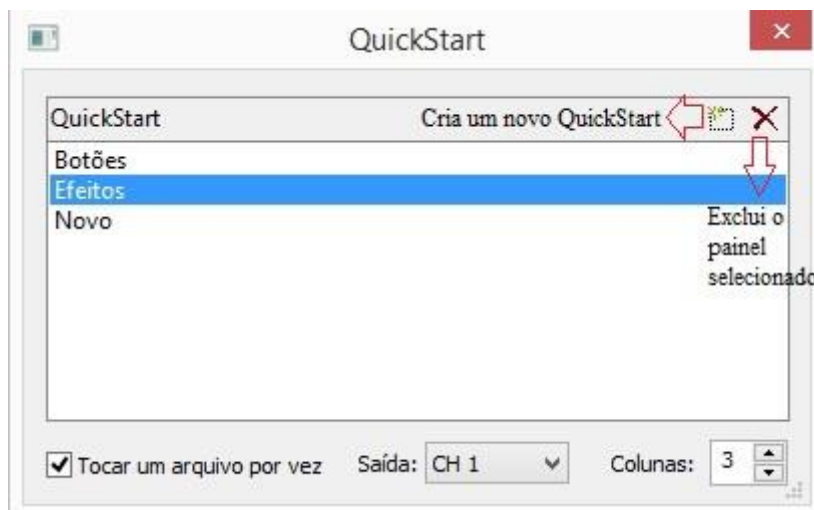 QuickStart
QuickStart Cria um novo QuickStart
Botões
Efeitos
Novo
Exclui o
painel
selecionado
Tocar um arquivo por vez Saída: CH 1 Colunas: 3